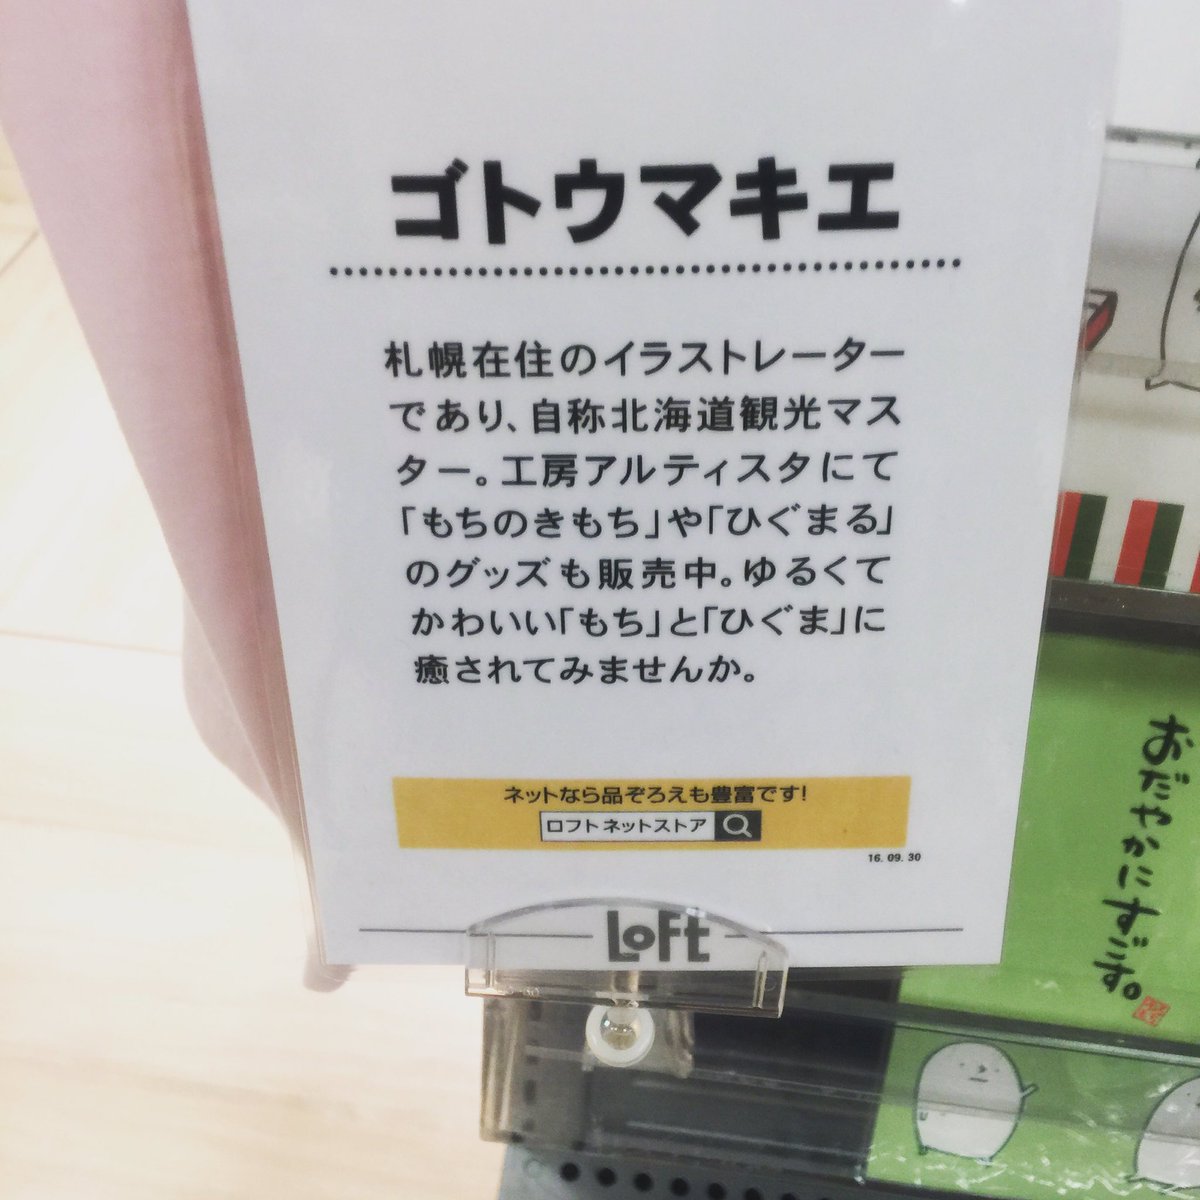 ゴトウマキエ
札幌在住のイラストレーター
であり、自称北海道観光マス
ター。工房アルティスタにて
「もちのきもち」や「ひぐまる」
のグッズも販売中。ゆるくて
かわいい「もち」と「ひぐま」に
癒されてみませんか。
ネットなら品ぞろえも豊富です!
ロフト ネットストア
16. 09. 30
LoFt
おだやかにすごす。